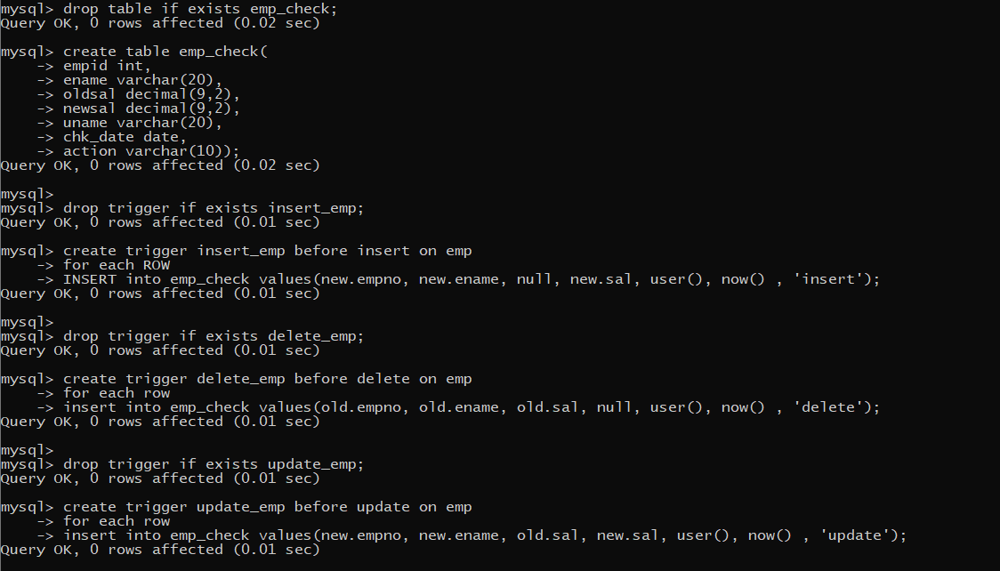 mysql> drop table if exists emp_check;
Query OK, 0 rows affected (0.02 sec)
mysql> create table emp_check(
-> empid int,
-> ename varchar(20),
-> oldsal decimal(9,2),
-> newsal decimal(9,2),
-> uname varchar(20),
-> chk_date date,
-> action varchar(10));
Query OK, 0 rows affected (0.02 sec)
mysql>
mysql> drop trigger if exists insert_emp;
Query OK, 0 rows affected (0.01 sec)
mysql> create trigger insert_emp before insert on emp
-> for each ROW
-> INSERT into emp_check values(new.empno, new.ename, null, new.sal, user(), now() , 'insert');
Query OK, 0 rows affected (0.01 sec)
mysql>
mysql> drop trigger if exists delete_emp;
Query OK, 0 rows affected (0.01 sec)
mysql> create trigger delete_emp before delete on emp
-> for each row
-> insert into emp_check values(old.empno, old.ename, old.sal, null, user(), now() , 'delete');
Query OK, 0 rows affected (0.01 sec)
mysql>
mysql> drop trigger if exists update_emp;
Query OK, 0 rows affected (0.01 sec)
mysql> create trigger update_emp before update on emp
-> for each row
-> insert into emp_check values(new.empno, new.ename, old.sal, new.sal, user(), now() , 'update');
Query OK, 0 rows affected (0.01 sec)